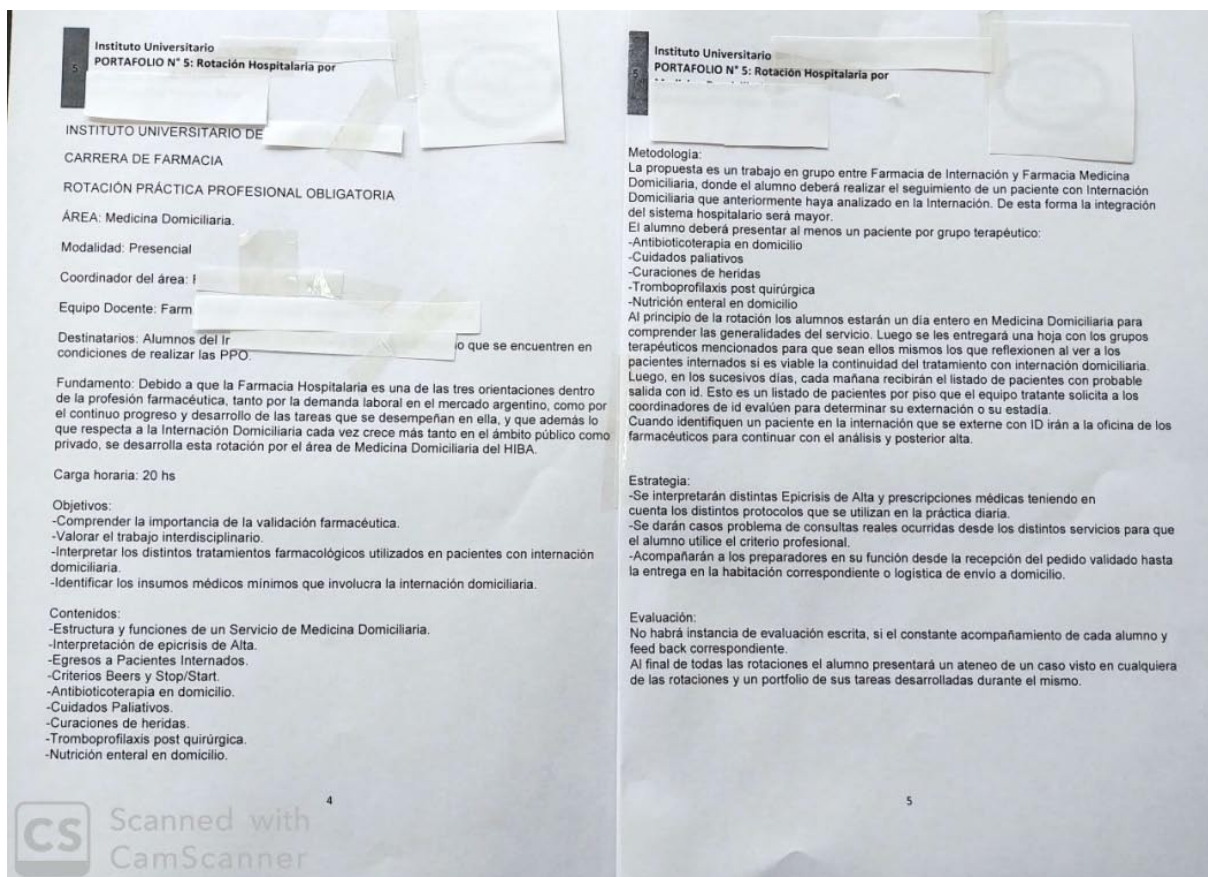 5
Instituto Universitario
PORTAFOLIO N° 5: Rotación Hospitalaria por
INSTITUTO UNIVERSITARIO DE
CARRERA DE FARMACIA
ROTACIÓN PRÁCTICA PROFESIONAL OBLIGATORIA
ÁREA: Medicina Domiciliaria.
Modalidad: Presencial
Coordinador del área:
Equipo Docente: Farm
Destinatarios: Alumnos del
o que se encuentren en
condiciones de realizar las PPO.
Fundamento: Debido a que la Farmacia Hospitalaria es una de las tres orientaciones dentro
de la profesión farmacéutica, tanto por la demanda laboral en el mercado argentino, como por
el continuo progreso y desarrollo de las tareas que se desempeñan en ella, y que además lo
que respecta a la Internación Domiciliaria cada vez crece más tanto en el ámbito público como
privado, se desarrolla esta rotación por el área de Medicina Domiciliaria del HIBA.
Carga horaria: 20 hs
Objetivos:
-Comprender la importancia de la validación farmacéutica.
-Valorar el trabajo interdisciplinario.
-Interpretar los distintos tratamientos farmacológicos utilizados en pacientes con internación
domiciliaria.
-Identificar los insumos médicos mínimos que involucra la internación domiciliaria.
Contenidos:
-Estructura y funciones de un Servicio de Medicina Domiciliaria.
-Interpretación de epicrisis de Alta.
-Egresos a Pacientes Internados.
-Criterios Beers y Stop/Start.
-Antibioticoterapia en domicilio.
-Cuidados Paliativos.
-Curaciones de heridas.
-Tromboprofilaxis post quirúrgica.
-Nutrición enteral en domicilio.
4
CS Scanned with
CamScanner
5
Instituto Universitario
PORTAFOLIO N° 5: Rotación Hospitalaria por
Metodologia:
La propuesta es un trabajo en grupo entre Farmacia de Internación y Farmacia Medicina
Domiciliaria, donde el alumno deberá realizar el seguimiento de un paciente con Internación
Domiciliaria que anteriormente haya analizado en la Internación. De esta forma la integración
del sistema hospitalario será mayor.
El alumno deberá presentar al menos un paciente por grupo terapéutico:
-Antibioticoterapia en domicilio
-Cuidados paliativos
-Curaciones de heridas
-Tromboprofilaxis post quirúrgica
-Nutrición enteral en domicilio
Al principio de la rotación los alumnos estarán un día entero en Medicina Domiciliaria para
comprender las generalidades del servicio. Luego se les entregará una hoja con los grupos
terapéuticos mencionados para que sean ellos mismos los que reflexionen al ver a los
pacientes internados si es viable la continuidad del tratamiento con internación domiciliaria.
Luego, en los sucesivos días, cada mañana recibirán el listado de pacientes con probable
salida con id. Esto es un listado de pacientes por piso que el equipo tratante solicita a los
coordinadores de id evalúen para determinar su externación o su estadía.
Cuando identifiquen un paciente en la internación que se externe con ID irán a la oficina de los
farmacéuticos para continuar con el análisis y posterior alta.
Estrategia:
-Se interpretarán distintas Epicrisis de Alta y prescripciones médicas teniendo en
cuenta los distintos protocolos que se utilizan en la práctica diaria.
-Se darán casos problema de consultas reales ocurridas desde los distintos servicios para que
el alumno utilice el criterio profesional.
-Acompañarán a los preparadores en su función desde la recepción del pedido validado hasta
la entrega en la habitación correspondiente o logística de envío a domicilio.
Evaluación:
No habrá instancia de evaluación escrita, si el constante acompañamiento de cada alumno y
feed back correspondiente.
Al final de todas las rotaciones el alumno presentará un ateneo de un caso visto en cualquiera
de las rotaciones y un portfolio de sus tareas desarrolladas durante el mismo.
5